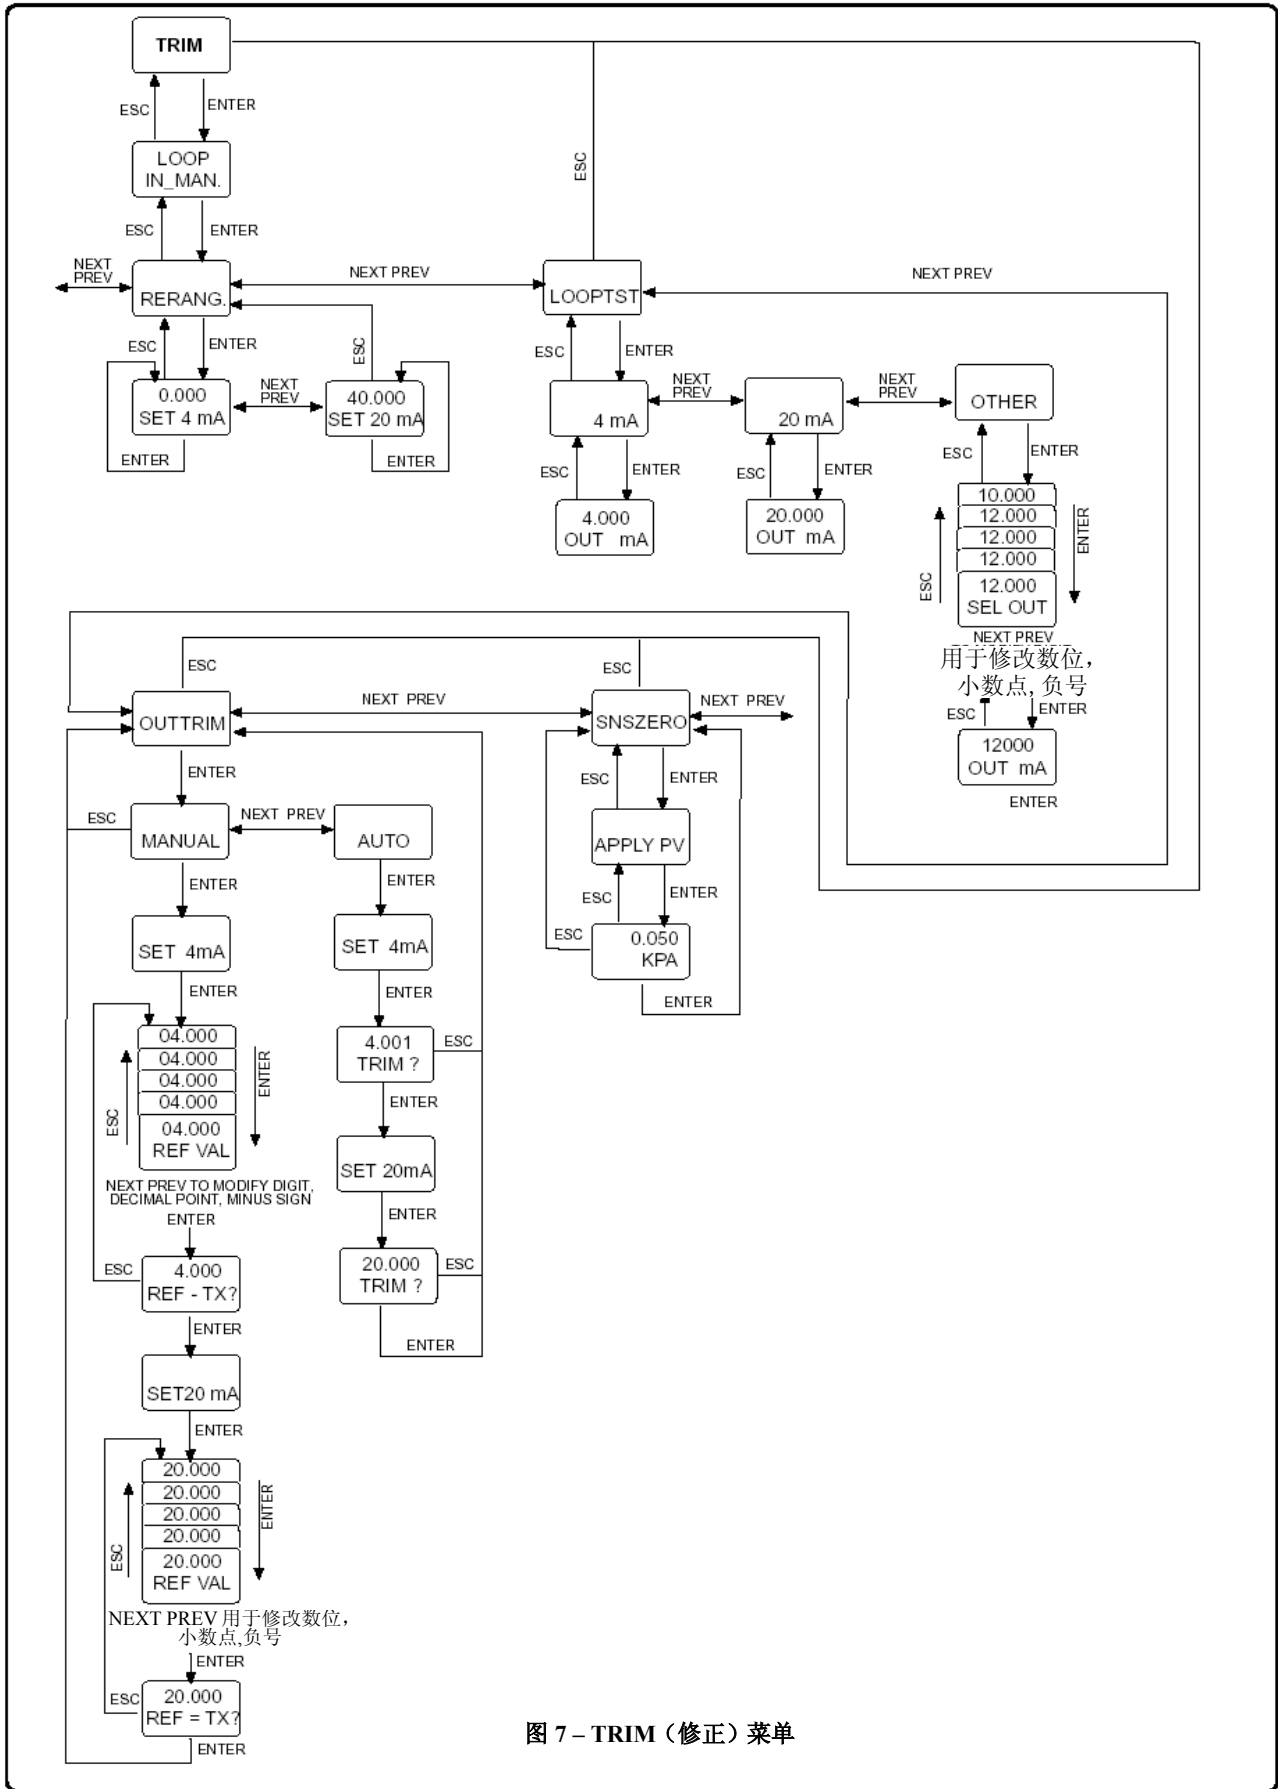 TRIM
ESC
ENTER
LOOP
IN_MAN.
ESC
ESC
ENTER
NEXT
PREV
RERANG.
NEXT PREV
LOOPTST
NEXT PREV
ESC
ENTER
ESC
ESC
ENTER
0.000
SET 4 mA
NEXT
PREV
40.000
SET 20 mA
ENTER
ENTER
4 mA
NEXT
PREV
20 mA
NEXT
PREV
OTHER
ESC
ENTER
ESC
ENTER
ESC
ENTER
4.000
OUT mA
20.000
OUT mA
10.000
12.000
12.000
12.000
12.000
SEL OUT
ESC
ENTER
NEXT PREV
用于修改数位，
小数点, 负号
ESC
ENTER
12000
OUT mA
ENTER
ESC
ESC
OUTTRIM
NEXT PREV
SNSZERO
NEXT PREV
ENTER
ESC
ENTER
ESC
MANUAL
NEXT PREV
AUTO
APPLY PV
ENTER
ENTER
ESC
ENTER
SET 4mA
SET 4mA
ESC
0.050
KPA
ENTER
ENTER
ENTER
04.000
04.000
04.000
04.000
04.000
REF VAL
ESC
ENTER
4.001
TRIM ?
ESC
ENTER
SET 20mA
NEXT PREV TO MODIFY DIGIT,
DECIMAL POINT, MINUS SIGN
ENTER
ENTER
ESC
4.000
REF - TX?
20.000
TRIM ?
ESC
ENTER
ENTER
SET20 mA
ENTER
20.000
20.000
20.000
20.000
20.000
REF VAL
ESC
ENTER
NEXT PREV 用于修改数位，
小数点,负号
ENTER
ESC
20.000
REF = TX?
ENTER
图 7 – TRIM（修正）菜单